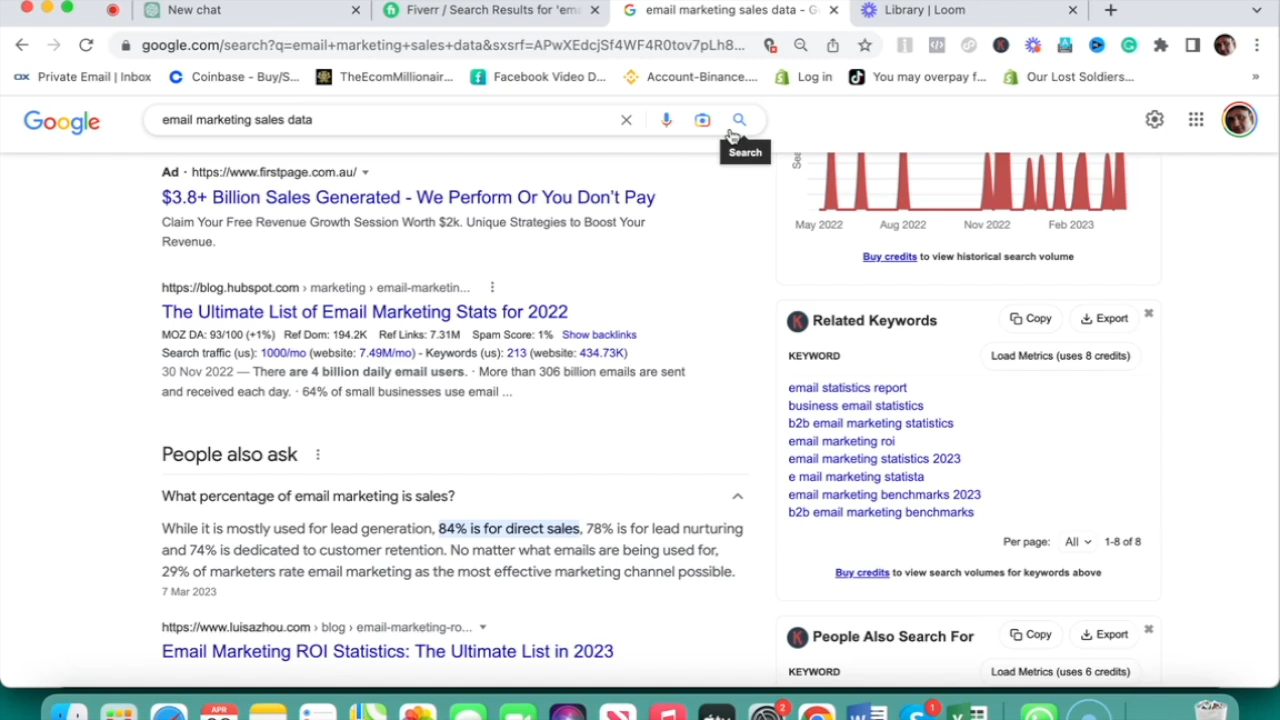 New chat
Fiverr / Search Results for 'ema
email marketing sales data - G
Library | Loom
google.com/search?q=email+marketing+sales+data&sxsrf=APwXEdcjSf4WF4R0tov7pLh8...
OX Private Email | Inbox
Coinbase - Buy/S...
TheEcomMillionair...
Facebook Video D...
Account-Binance....
Log in
You may overpay f...
Our Lost Soldiers...
»
Google
email marketing sales data
Search
Ad · https://www.firstpage.com.au/
$3.8+ Billion Sales Generated - We Perform Or You Don't Pay
Claim Your Free Revenue Growth Session Worth $2k. Unique Strategies to Boost Your
Revenue.
https://blog.hubspot.com › marketing › email-marketin...
The Ultimate List of Email Marketing Stats for 2022
MOZ DA: 93/100 (+1%) Ref Dom: 194.2K Ref Links: 7.31M Spam Score: 1% Show backlinks
Search traffic (us): 1000/mo (website: 7.49M/mo) - Keywords (us): 213 (website: 434.73K)
30 Nov 2022 — There are 4 billion daily email users. · More than 306 billion emails are sent
and received each day. · 64% of small businesses use email ...
People also ask
What percentage of email marketing is sales?
While it is mostly used for lead generation, 84% is for direct sales, 78% is for lead nurturing
and 74% is dedicated to customer retention. No matter what emails are being used for,
29% of marketers rate email marketing as the most effective marketing channel possible.
7 Mar 2023
https://www.luisazhou.com › blog › email-marketing-ro...
Email Marketing ROI Statistics: The Ultimate List in 2023
May 2022
Aug 2022
Nov 2022
Feb 2023
Buy credits to view historical search volume
K Related Keywords
Copy
Export
KEYWORD
Load Metrics (uses 8 credits)
email statistics report
business email statistics
b2b email marketing statistics
email marketing roi
email marketing statistics 2023
e mail marketing statista
email marketing benchmarks 2023
b2b email marketing benchmarks
Per page: All 1-8 of 8
Buy credits to view search volumes for keywords above
K People Also Search For
Copy
Export
KEYWORD
Load Metrics (uses 6 credits)
APR
2
1